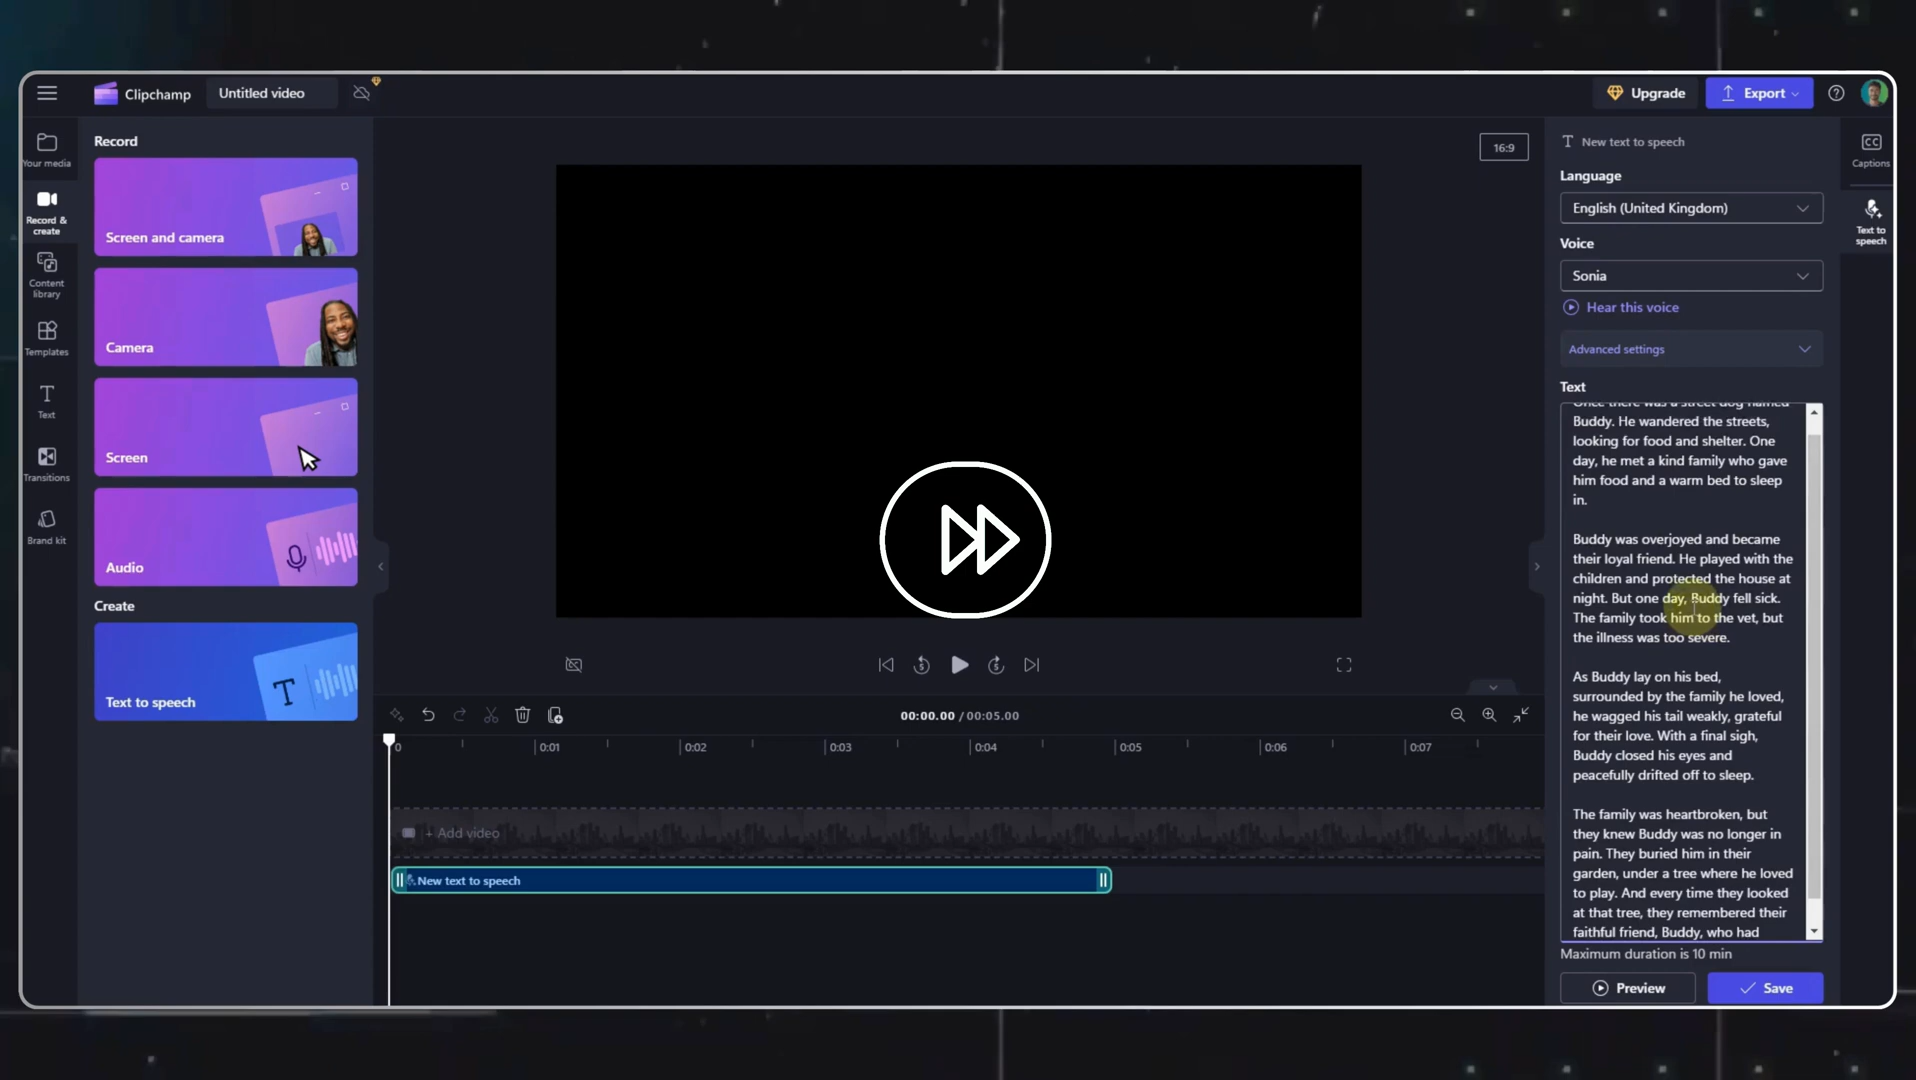 Clipchamp
Untitled video
Upgrade
Export
Your media
Record &
create
Content
library
Templates
Text
Transitions
Brand kit
Record
Screen and camera
Camera
Screen
Audio
Create
T
Text to speech
16:9
5
5
00:00.00 / 00:05.00
0
0:01
0:02
0:03
0:04
0:05
0:06
0:07
+ Add video
New text to speech
New text to speech
Language
English (United Kingdom)
Voice
Sonia
Hear this voice
Advanced settings
Text
Once there was a street dog named
Buddy. He wandered the streets,
looking for food and shelter. One
day, he met a kind family who gave
him food and a warm bed to sleep
in.
Buddy was overjoyed and became
their loyal friend. He played with the
children and protected the house at
night. But one day, Buddy fell sick.
The family took him to the vet, but
the illness was too severe.
As Buddy lay on his bed,
surrounded by the family he loved,
he wagged his tail weakly, grateful
for their love. With a final sigh,
Buddy closed his eyes and
peacefully drifted off to sleep.
The family was heartbroken, but
they knew Buddy was no longer in
pain. They buried him in their
garden, under a tree where he loved
to play. And every time they looked
at that tree, they remembered their
faithful friend, Buddy, who had
Maximum duration is 10 min
Preview
Save
CC
Captions
Text to
speech